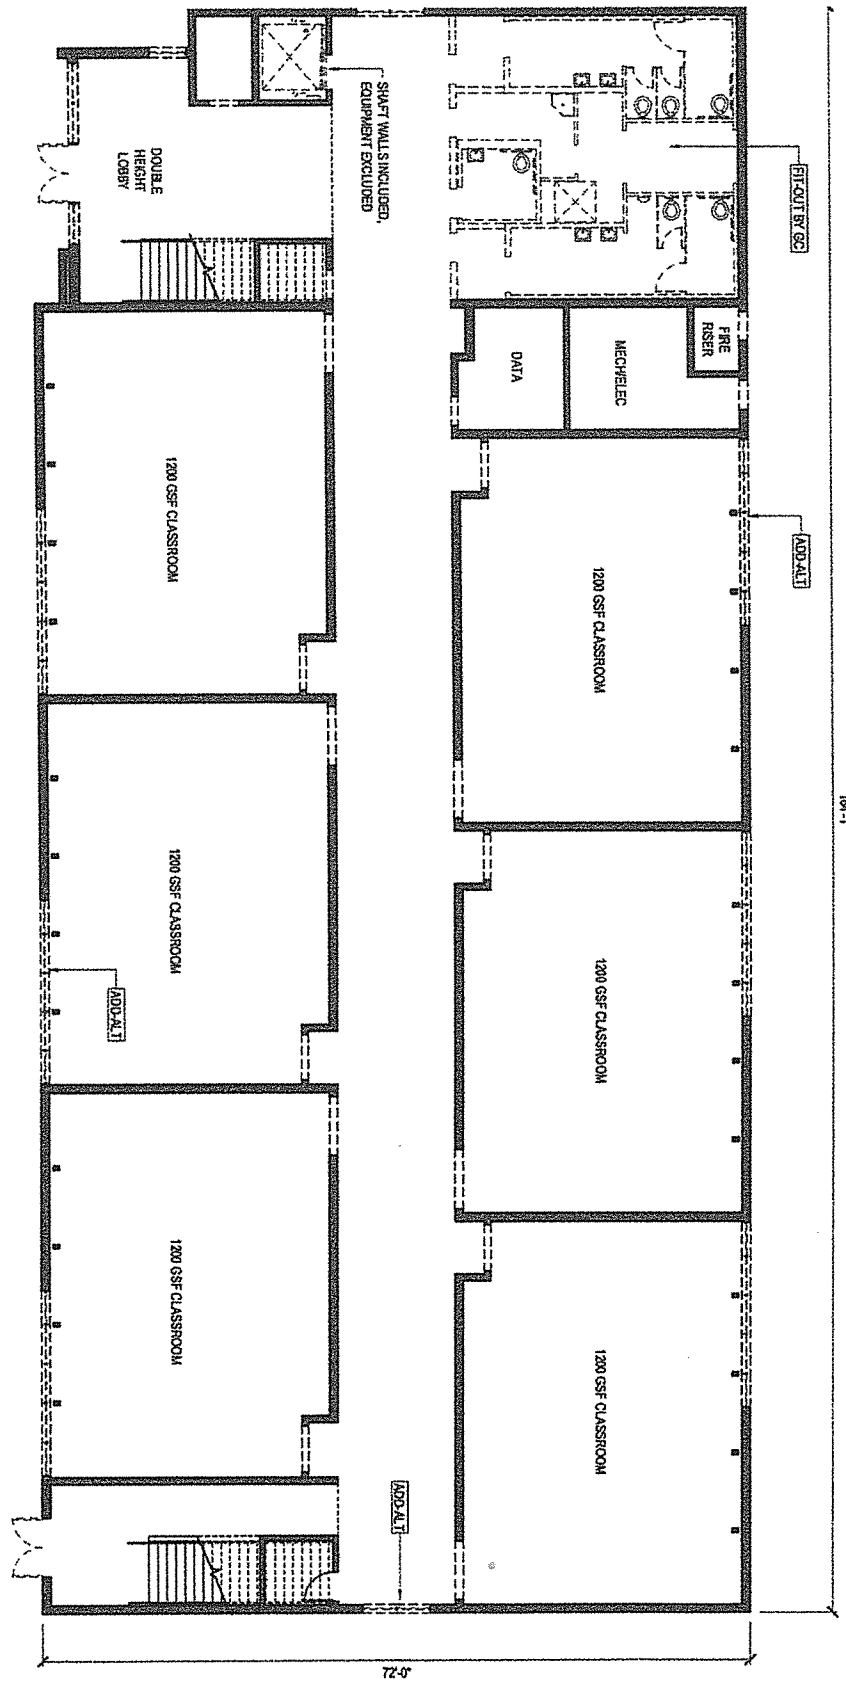 SHAFT WALLS INCLUDED,
EQUIPMENT EXCLUDED
DOUBLE
HEIGHT
LOBBY
FIT-OUT BY GC
FIRE
RISER
MECH/ELEC
DATA
1200 GSF CLASSROOM
ADD-ALT
1200 GSF CLASSROOM
1200 GSF CLASSROOM
ADD-ALT
1200 GSF CLASSROOM
1200 GSF CLASSROOM
1200 GSF CLASSROOM
ADD-ALT
72'-0"